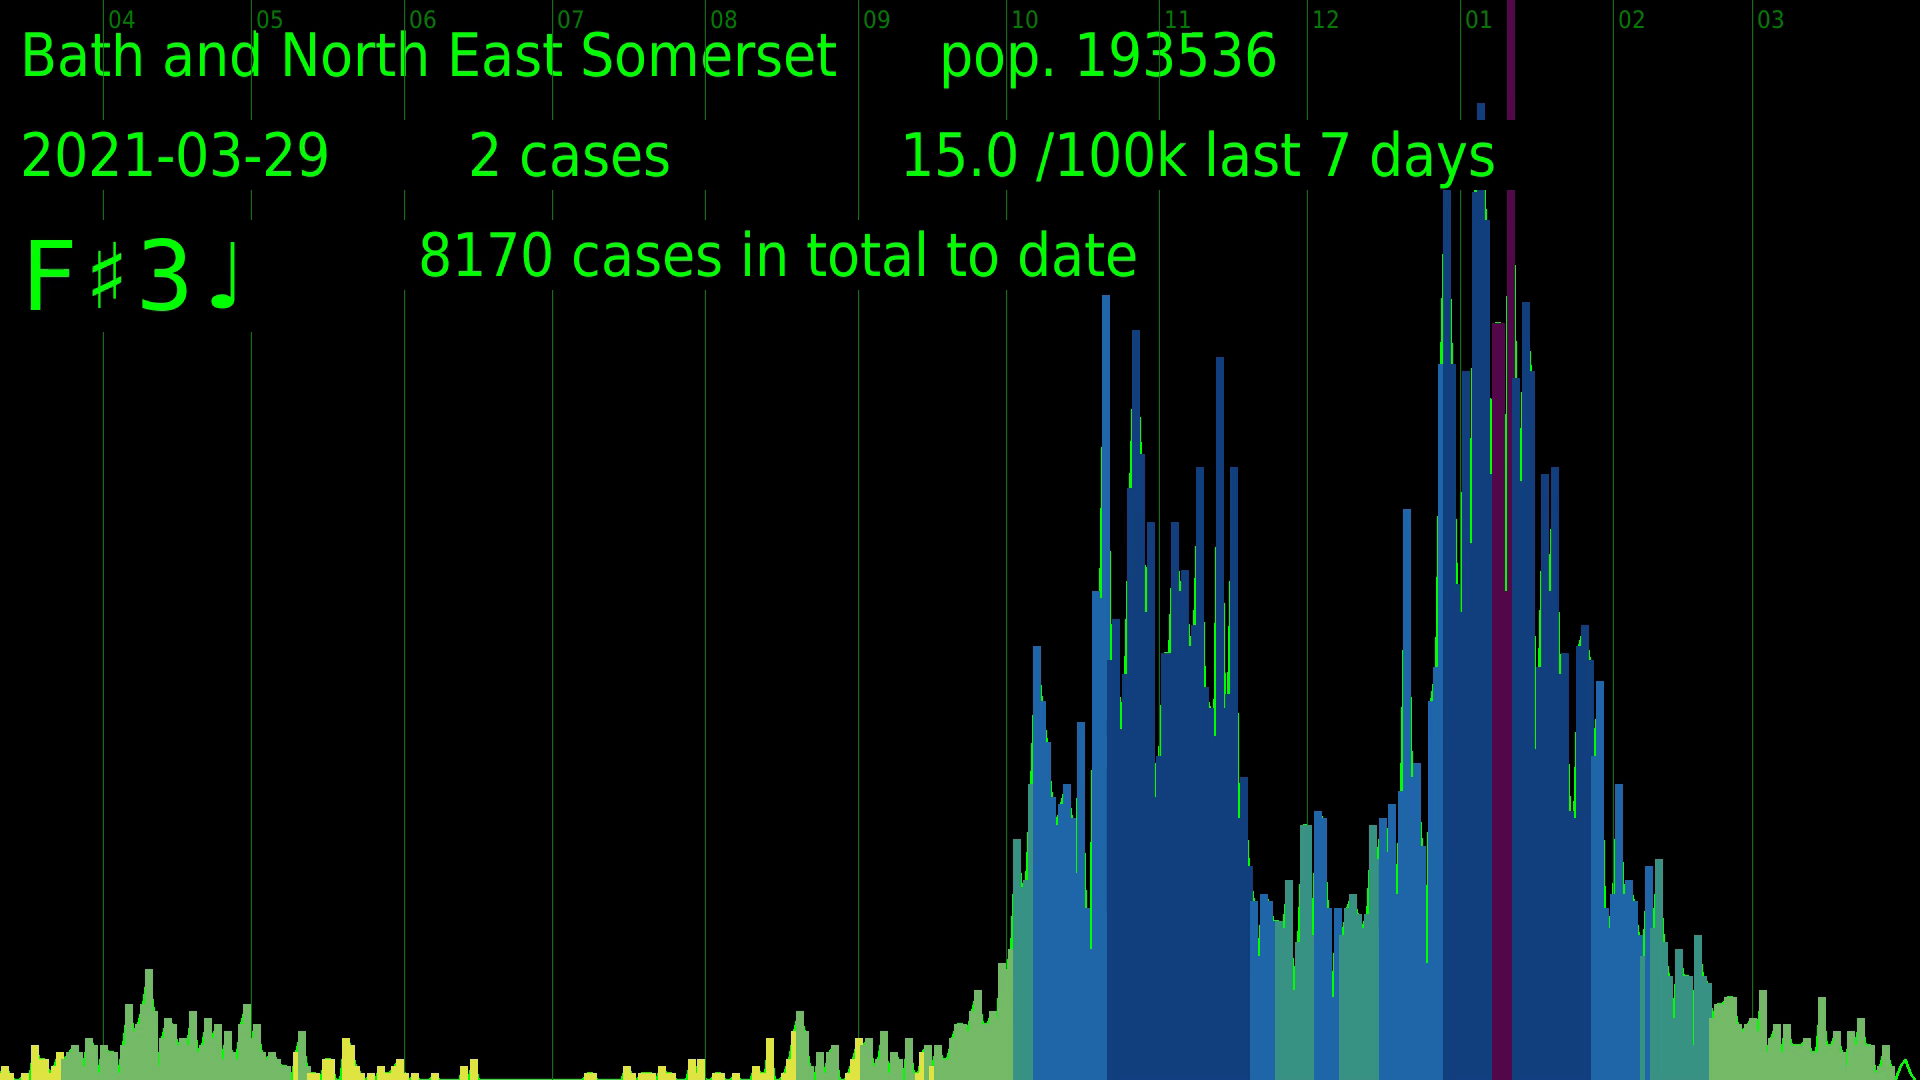 04 05 06 07 08 09 10 11 12 01 02 03
Bath and North East Somerset pop. 193536
2021-03-29 2 cases 15.0 /100k last 7 days
F♯3♩ 8170 cases in total to date